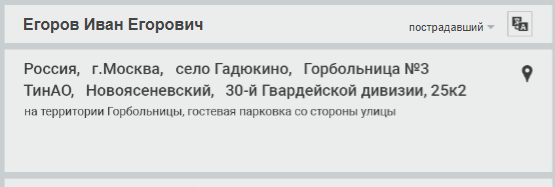 Егоров Иван Егорович
пострадавший
Россия, г.Москва, село Гадюкино, Горбольница №3
ТинАО, Новоясеневский, 30-й Гвардейской дивизии, 25к2
на территории Горбольницы, гостевая парковка со стороны улицы